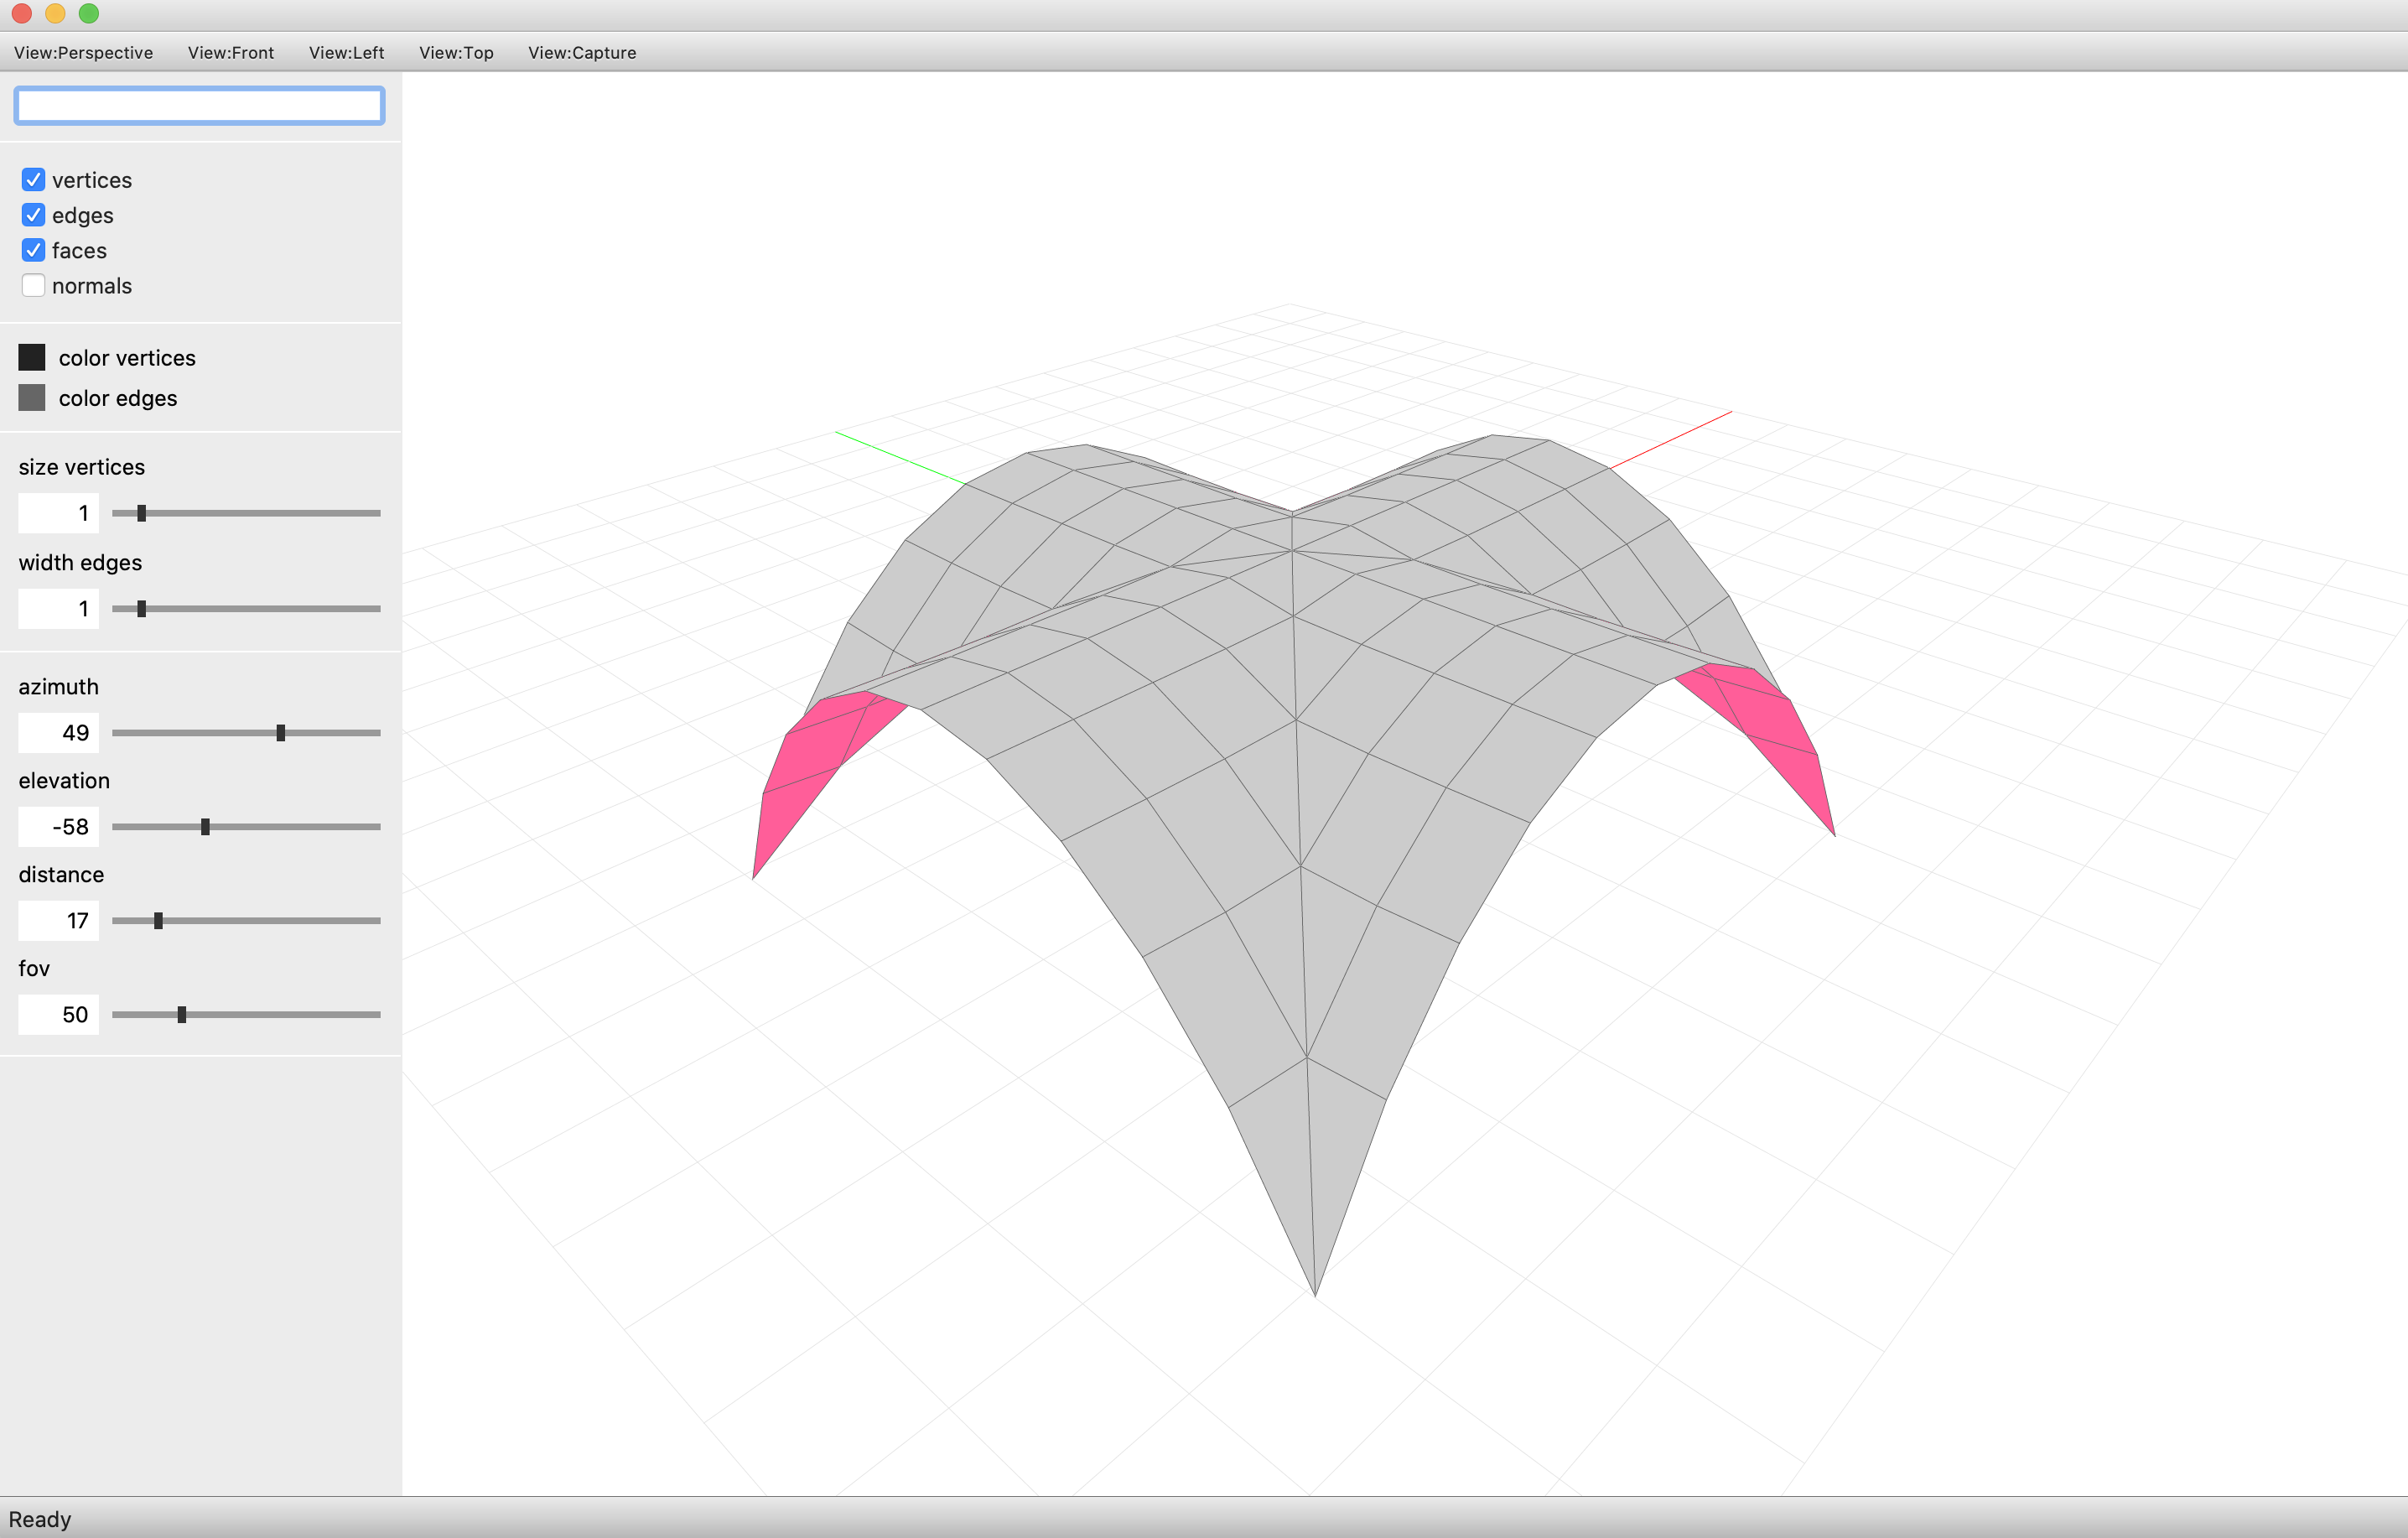 View:Perspective View:Front View:Left View:Top View:Capture
vertices
edges
faces
normals
color vertices
color edges
size vertices
1
width edges
1
azimuth
49
elevation
-58
distance
17
fov
50
Ready